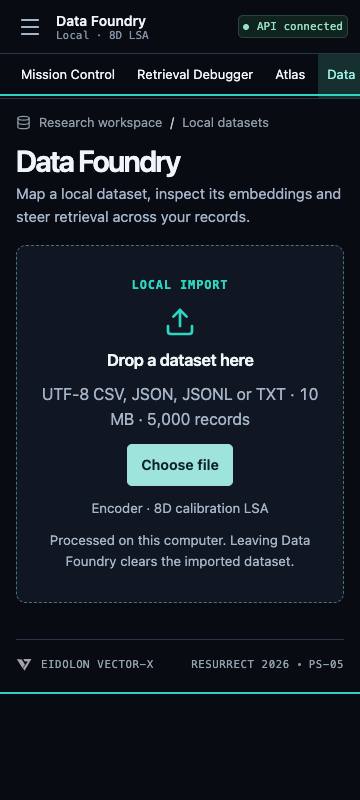 Data Foundry
Local · 8D LSA
API connected
Mission Control
Retrieval Debugger
Atlas
Data
Research workspace / Local datasets
Data Foundry
Map a local dataset, inspect its embeddings and
steer retrieval across your records.
LOCAL IMPORT
Drop a dataset here
UTF-8 CSV, JSON, JSONL or TXT · 10
MB · 5,000 records
Choose file
Encoder · 8D calibration LSA
Processed on this computer. Leaving Data
Foundry clears the imported dataset.
EIDOLON VECTOR-X
RESURRECT 2026 • PS-05